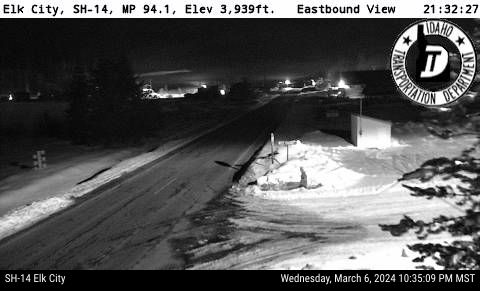 Elk City, SH-14, MP 94.1, Elev 3,939ft.   Eastbound View   21:32:27
IDAHO
TRANSPORTATION DEPARTMENT
SH-14 Elk City   Wednesday, March 6, 2024 10:35:09 PM MST